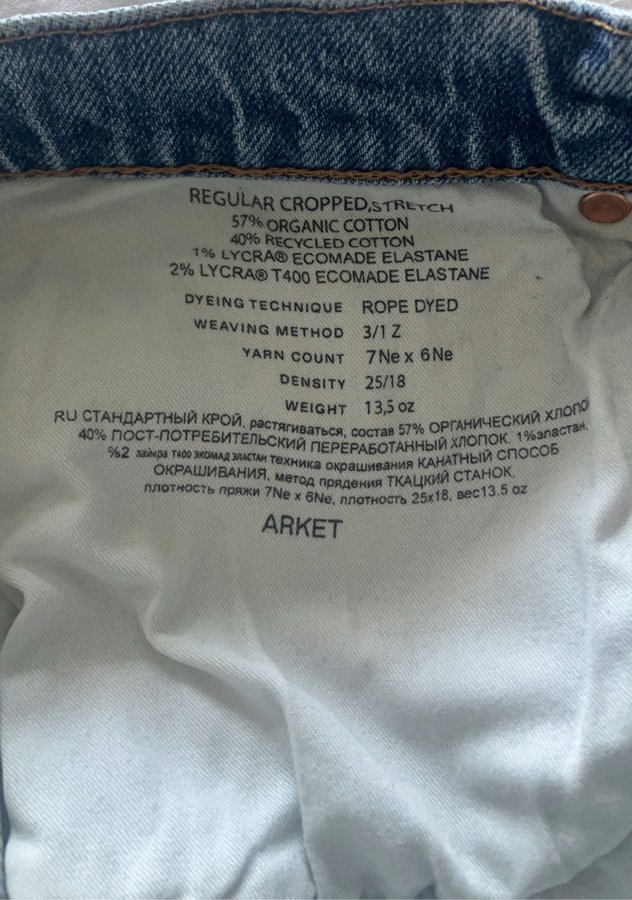 REGULAR CROPPED, STRETCH
57% ORGANIC COTTON
40% RECYCLED COTTON
1% LYCRA® ECOMADE ELASTANE
2% LYCRA® T400 ECOMADE ELASTANE
DYEING TECHNIQUE ROPE DYED
WEAVING METHOD 3/1 Z
YARN COUNT 7Ne x 6Ne
DENSITY 25/18
WEIGHT 13,5 oz
RU СТАНДАРТНЫЙ КРОЙ, растягиваться, состав 57% ОРГАНИЧЕСКИЙ ХЛОПОК
40% ПОСТ-ПОТРЕБИТЕЛЬСКИЙ ПЕРЕРАБОТАННЫЙ ХЛОПОК. 1%эластан,
%2 лайкра T400 ЭКОМАД ЭЛАСТАН техника окрашивания КАНАТНЫЙ СПОСОБ
ОКРАШИВАНИЯ, метод прядения ТКАЦКИЙ СТАНОК,
плотность пряжи 7Ne x 6Ne, плотность 25x18, вес13.5 oz
ARKET